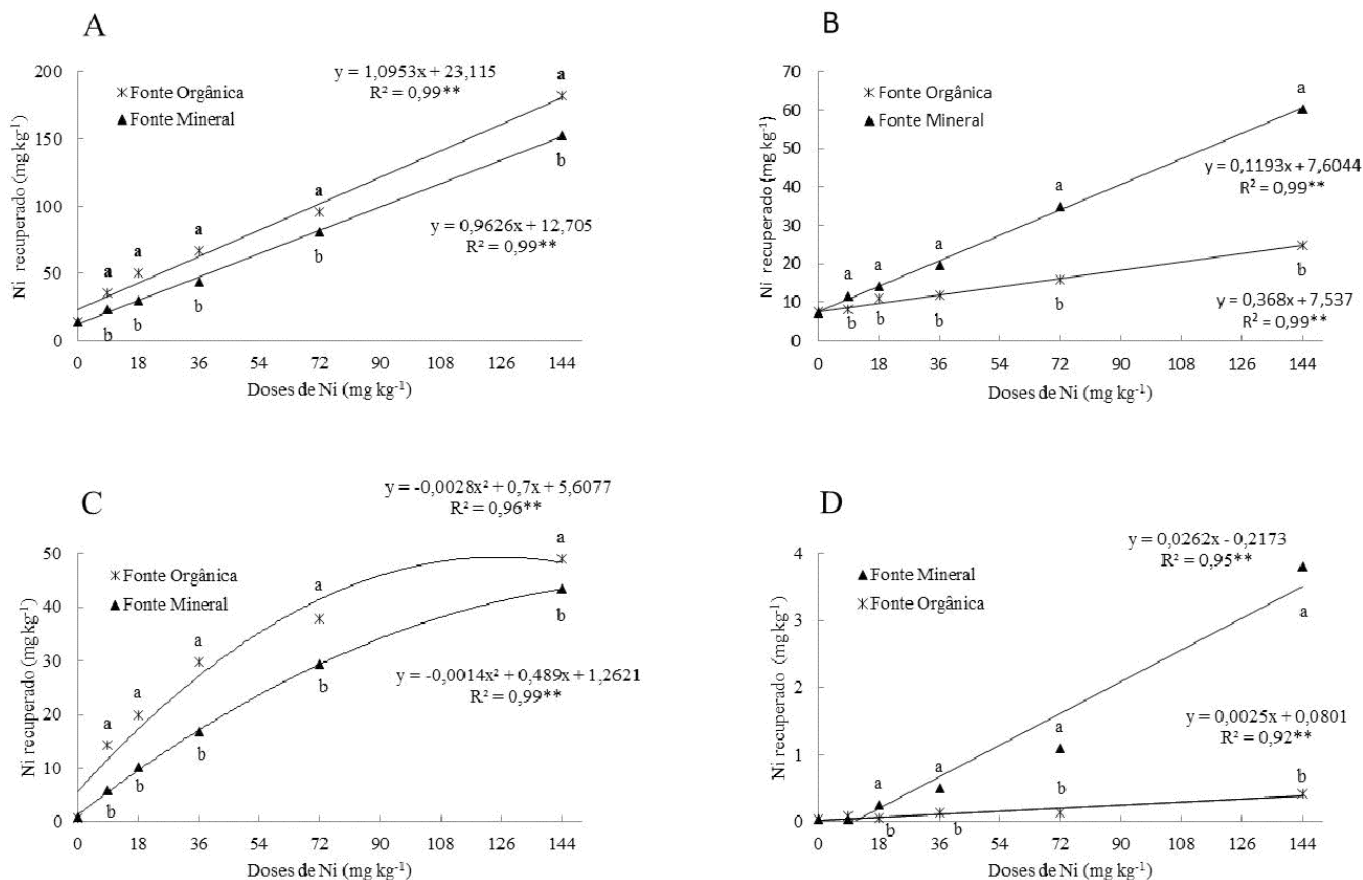 A
200
150
100
50
0
Ni recuperado (mg kg⁻¹)
Fonte Orgânica
Fonte Mineral
y = 1,0953x + 23,115
R² = 0,99**
y = 0,9626x + 12,705
R² = 0,99**
a
a
a
a
a
b
b
b
b
b
0 18 36 54 72 90 108 126 144
Doses de Ni (mg kg⁻¹)
B
70
60
50
40
30
20
10
0
Ni recuperado (mg kg⁻¹)
Fonte Orgânica
Fonte Mineral
y = 0,1193x + 7,6044
R² = 0,99**
y = 0,368x + 7,537
R² = 0,99**
a
a
a
a
a
b
b
b
b
b
0 18 36 54 72 90 108 126 144
Doses de Ni (mg kg⁻¹)
C
y = -0,0028x² + 0,7x + 5,6077
R² = 0,96**
50
40
30
20
10
0
Ni recuperado (mg kg⁻¹)
Fonte Orgânica
Fonte Mineral
y = -0,0014x² + 0,489x + 1,2621
R² = 0,99**
a
a
a
a
a
b
b
b
b
b
0 18 36 54 72 90 108 126 144
Doses de Ni (mg kg⁻¹)
D
4
3
2
1
0
Ni recuperado (mg kg⁻¹)
Fonte Mineral
Fonte Orgânica
y = 0,0262x - 0,2173
R² = 0,95**
y = 0,0025x + 0,0801
R² = 0,92**
a
a
a
a
b
b
b
b
0 18 36 54 72 90 108 126 144
Doses de Ni (mg kg⁻¹)